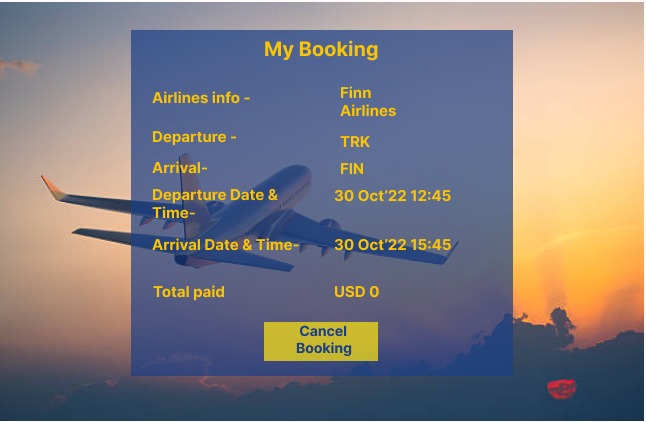 My Booking
Airlines info -
Finn
Airlines
Departure -
TRK
Arrival-
FIN
Departure Date &
Time-
30 Oct’22 12:45
Arrival Date & Time-
30 Oct’22 15:45
Total paid
USD 0
Cancel
Booking